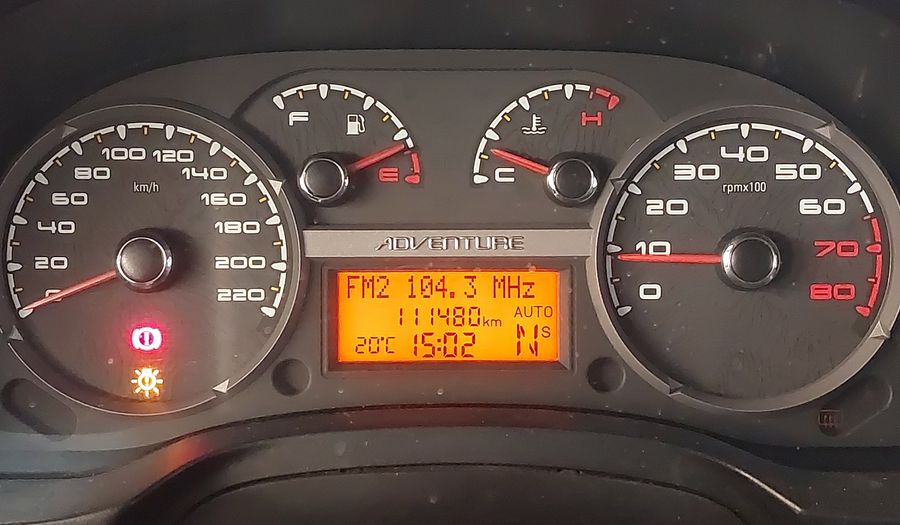 100 120
80 140
60 160
40 180
20 200
0 220
km/h
F
E
H
C
40
30 50
20 60
10 70
0 80
rpmx100
ADVENTURE
FM2 104.3 MHz
111480km AUTO
20°C 15:02 N S